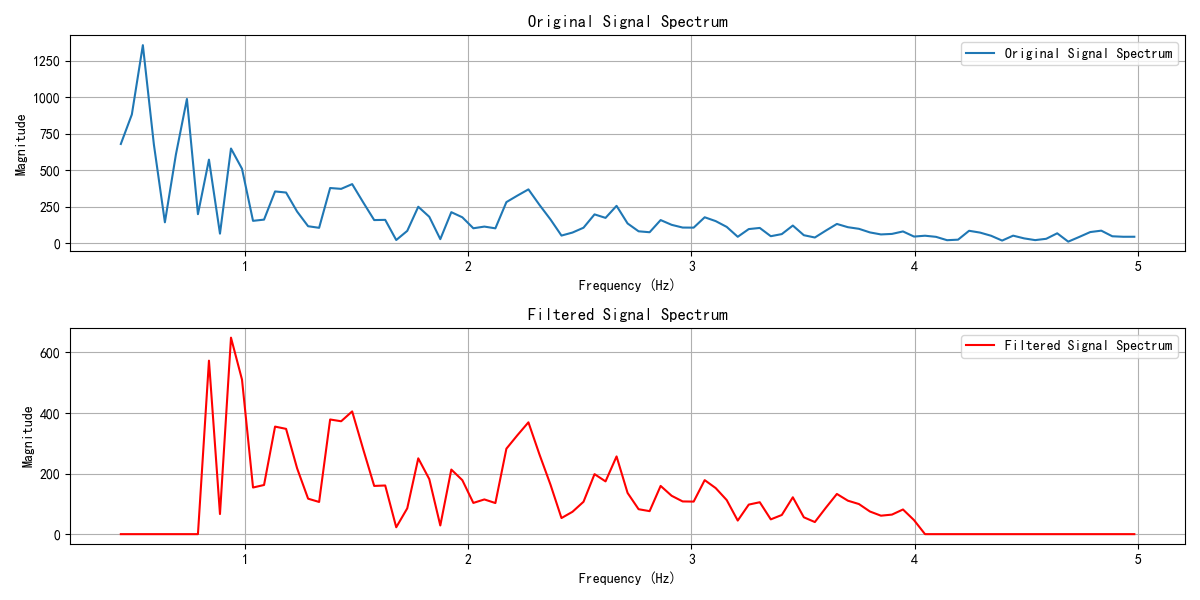 Original Signal Spectrum
Original Signal Spectrum
Magnitude
1250
1000
750
500
250
0
1 2 3 4 5
Frequency (Hz)
Filtered Signal Spectrum
Filtered Signal Spectrum
Magnitude
600
400
200
0
1 2 3 4 5
Frequency (Hz)